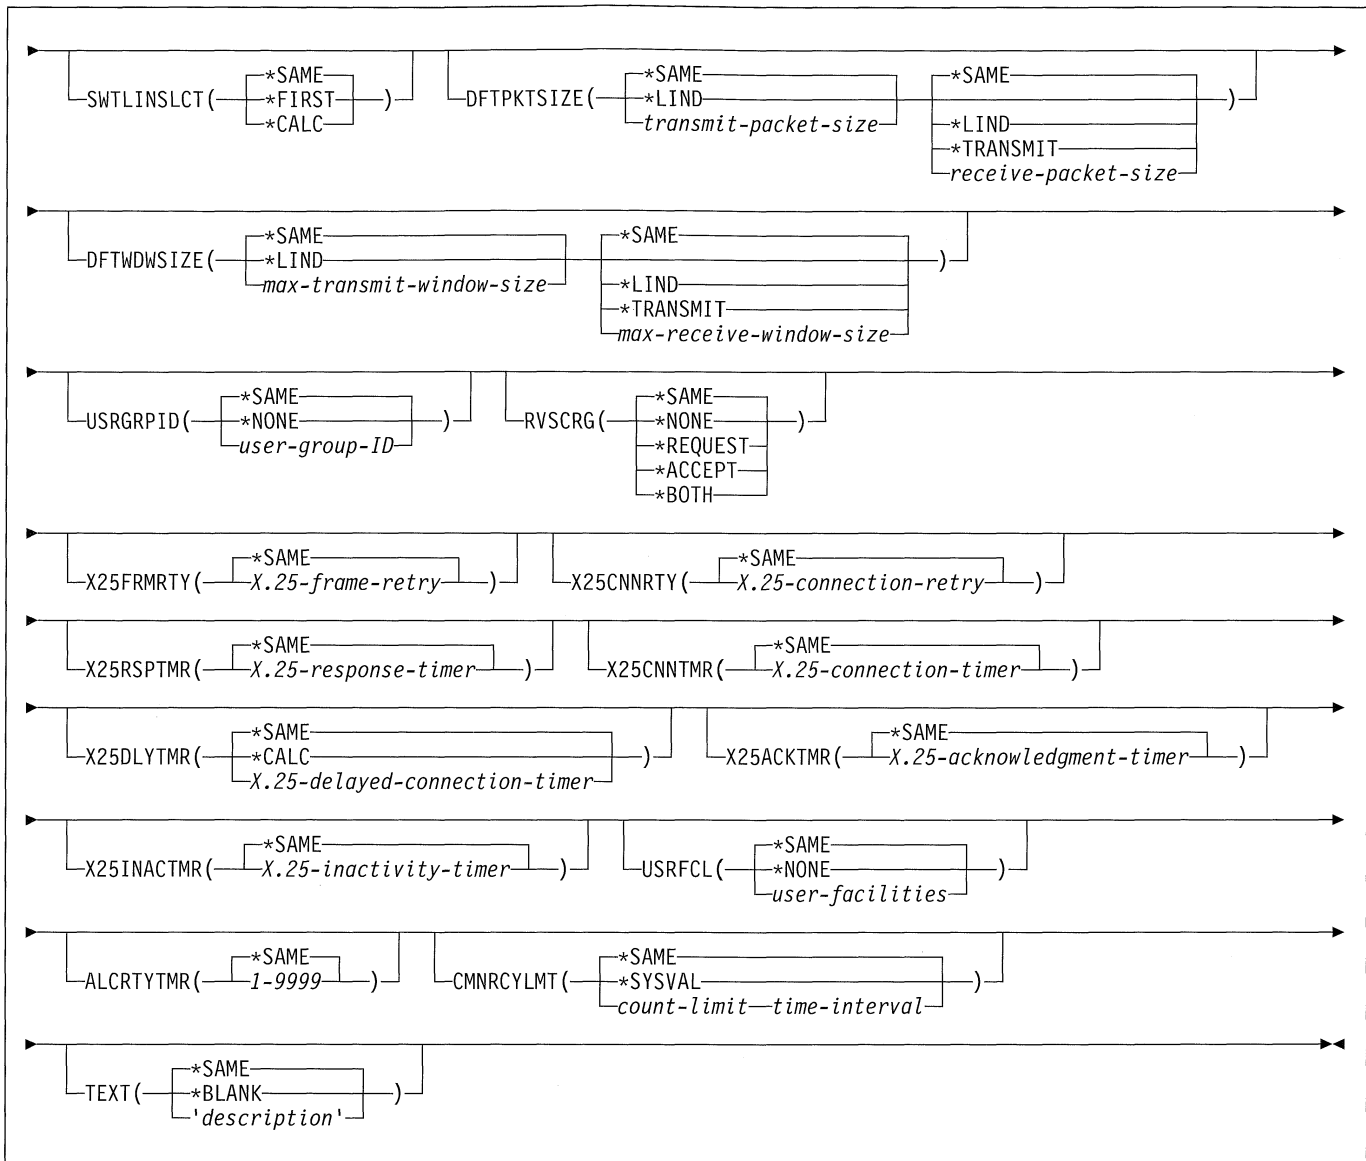 SWTLINSLCT( *SAME *FIRST *CALC )
DFTPKTSIZE( *SAME *LIND transmit-packet-size *SAME *LIND *TRANSMIT receive-packet-size )
DFTWDWSIZE( *SAME *LIND max-transmit-window-size *SAME *LIND *TRANSMIT max-receive-window-size )
USRGRPID( *SAME *NONE user-group-ID )
RVSCRG( *SAME *NONE *REQUEST *ACCEPT *BOTH )
X25FRMRTY( *SAME X.25-frame-retry )
X25CNNRTY( *SAME X.25-connection-retry )
X25RSPTMR( *SAME X.25-response-timer )
X25CNNTMR( *SAME X.25-connection-timer )
X25DLYTMR( *SAME *CALC X.25-delayed-connection-timer )
X25ACKTMR( *SAME X.25-acknowledgment-timer )
X25INACTMR( *SAME X.25-inactivity-timer )
USRFCL( *SAME *NONE user-facilities )
ALCRTYTMR( *SAME 1-9999 )
CMNRCYLMT( *SAME *SYSVAL count-limit time-interval )
TEXT( *SAME *BLANK 'description' )